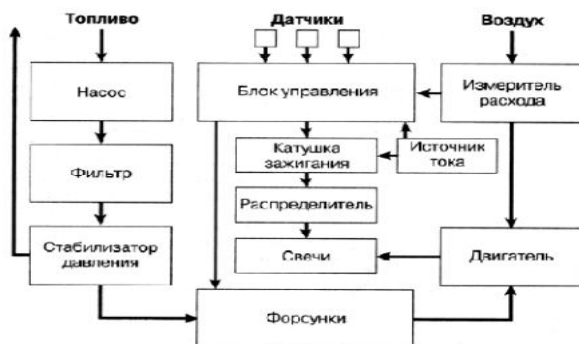 Топливо
Датчики
Воздух
Насос
Блок управления
Измеритель
расхода
Катушка
зажигания
Источник
тока
Фильтр
Распределитель
Стабилизатор
давления
Свечи
Двигатель
Форсунки